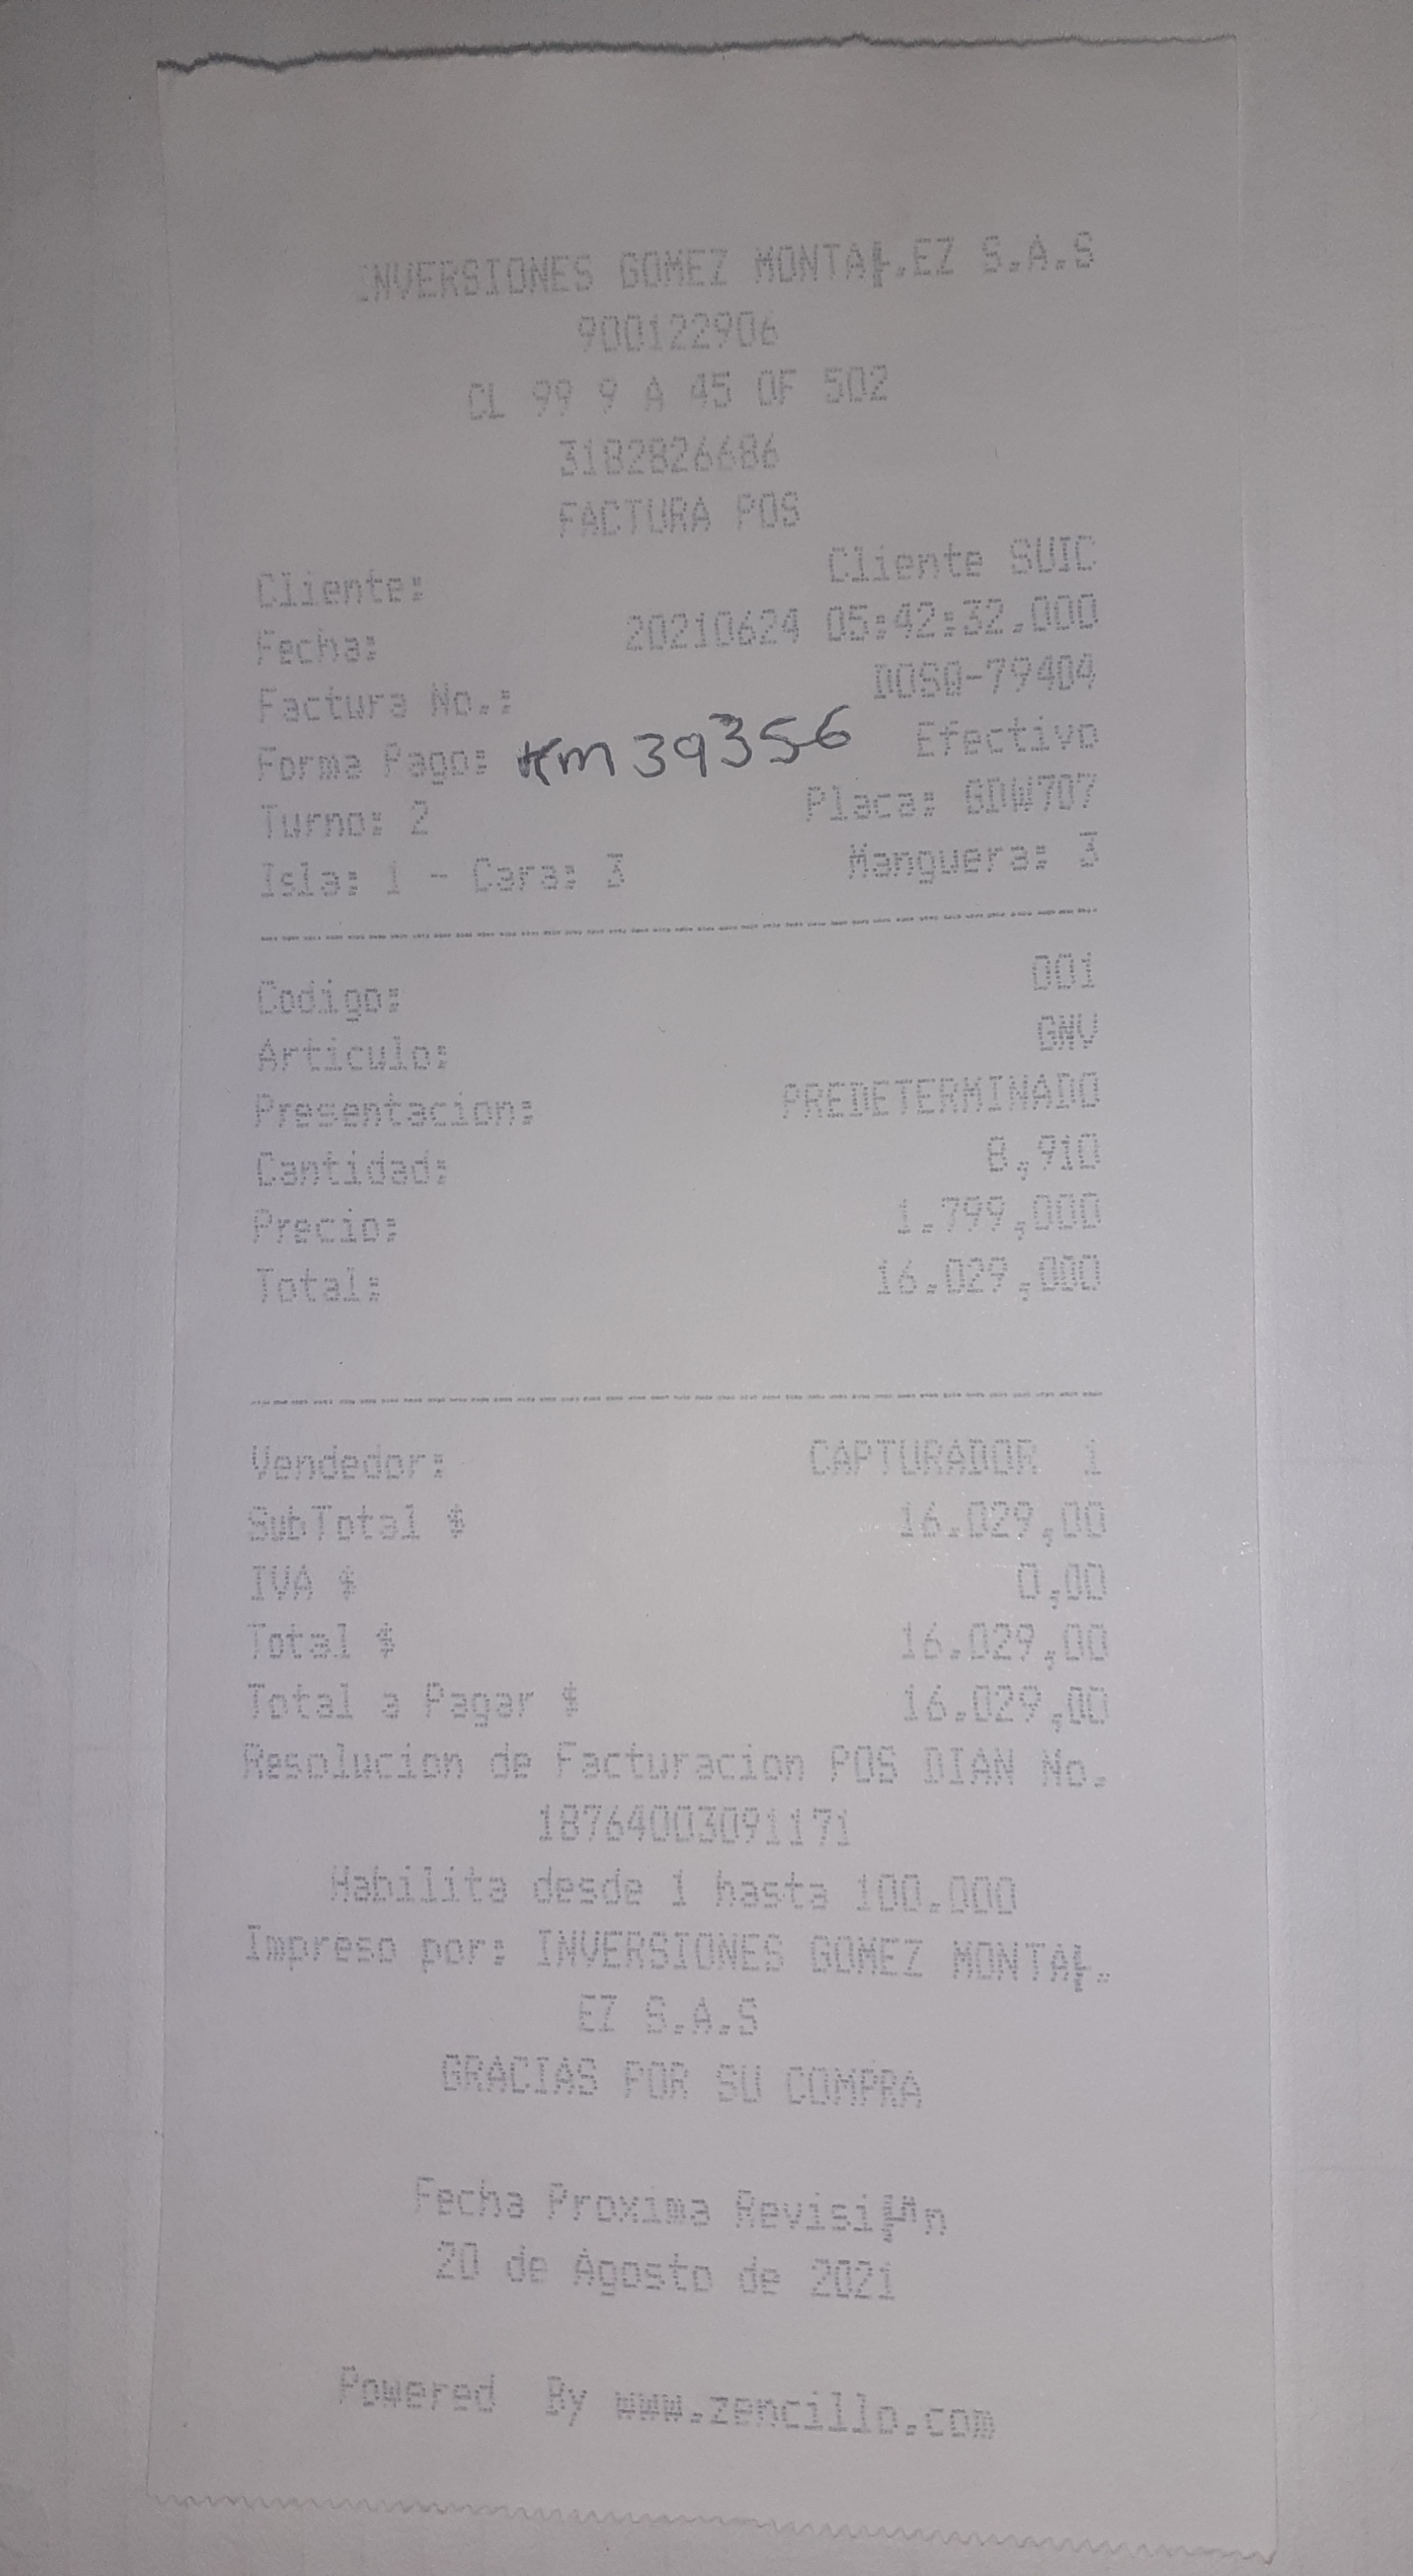 INVERSIONES GOMEZ MONTA├.EZ S.A.S
900122906
CL 99 9 A 45 OF 502
3182826686
FACTURA POS
Cliente: Cliente SUIC
Fecha: 20210624 05:42:32.000
Factura No.: DOSQ-79404
Forma Pago: Km 39356 Efectivo
Turno: 2 Placa: GDW707
Isla: 1 - Cara: 3 Manguera: 3
Codigo: 001
Articulo: GNV
Presentacion: PREDETERMINADO
Cantidad: 8,910
Precio: 1.799,000
Total: 16.029,000
Vendedor: CAPTURADOR 1
SubTotal $ 16.029,00
IVA $ 0,00
Total $ 16.029,00
Total a Pagar $ 16.029,00
Resolucion de Facturacion POS DIAN No.
18764003091171
Habilita desde 1 hasta 100.000
Impreso por: INVERSIONES GOMEZ MONTA├.
EZ S.A.S
GRACIAS POR SU COMPRA
Fecha Proxima
20 de Agosto de 2021
Powered By www.zencillo.com